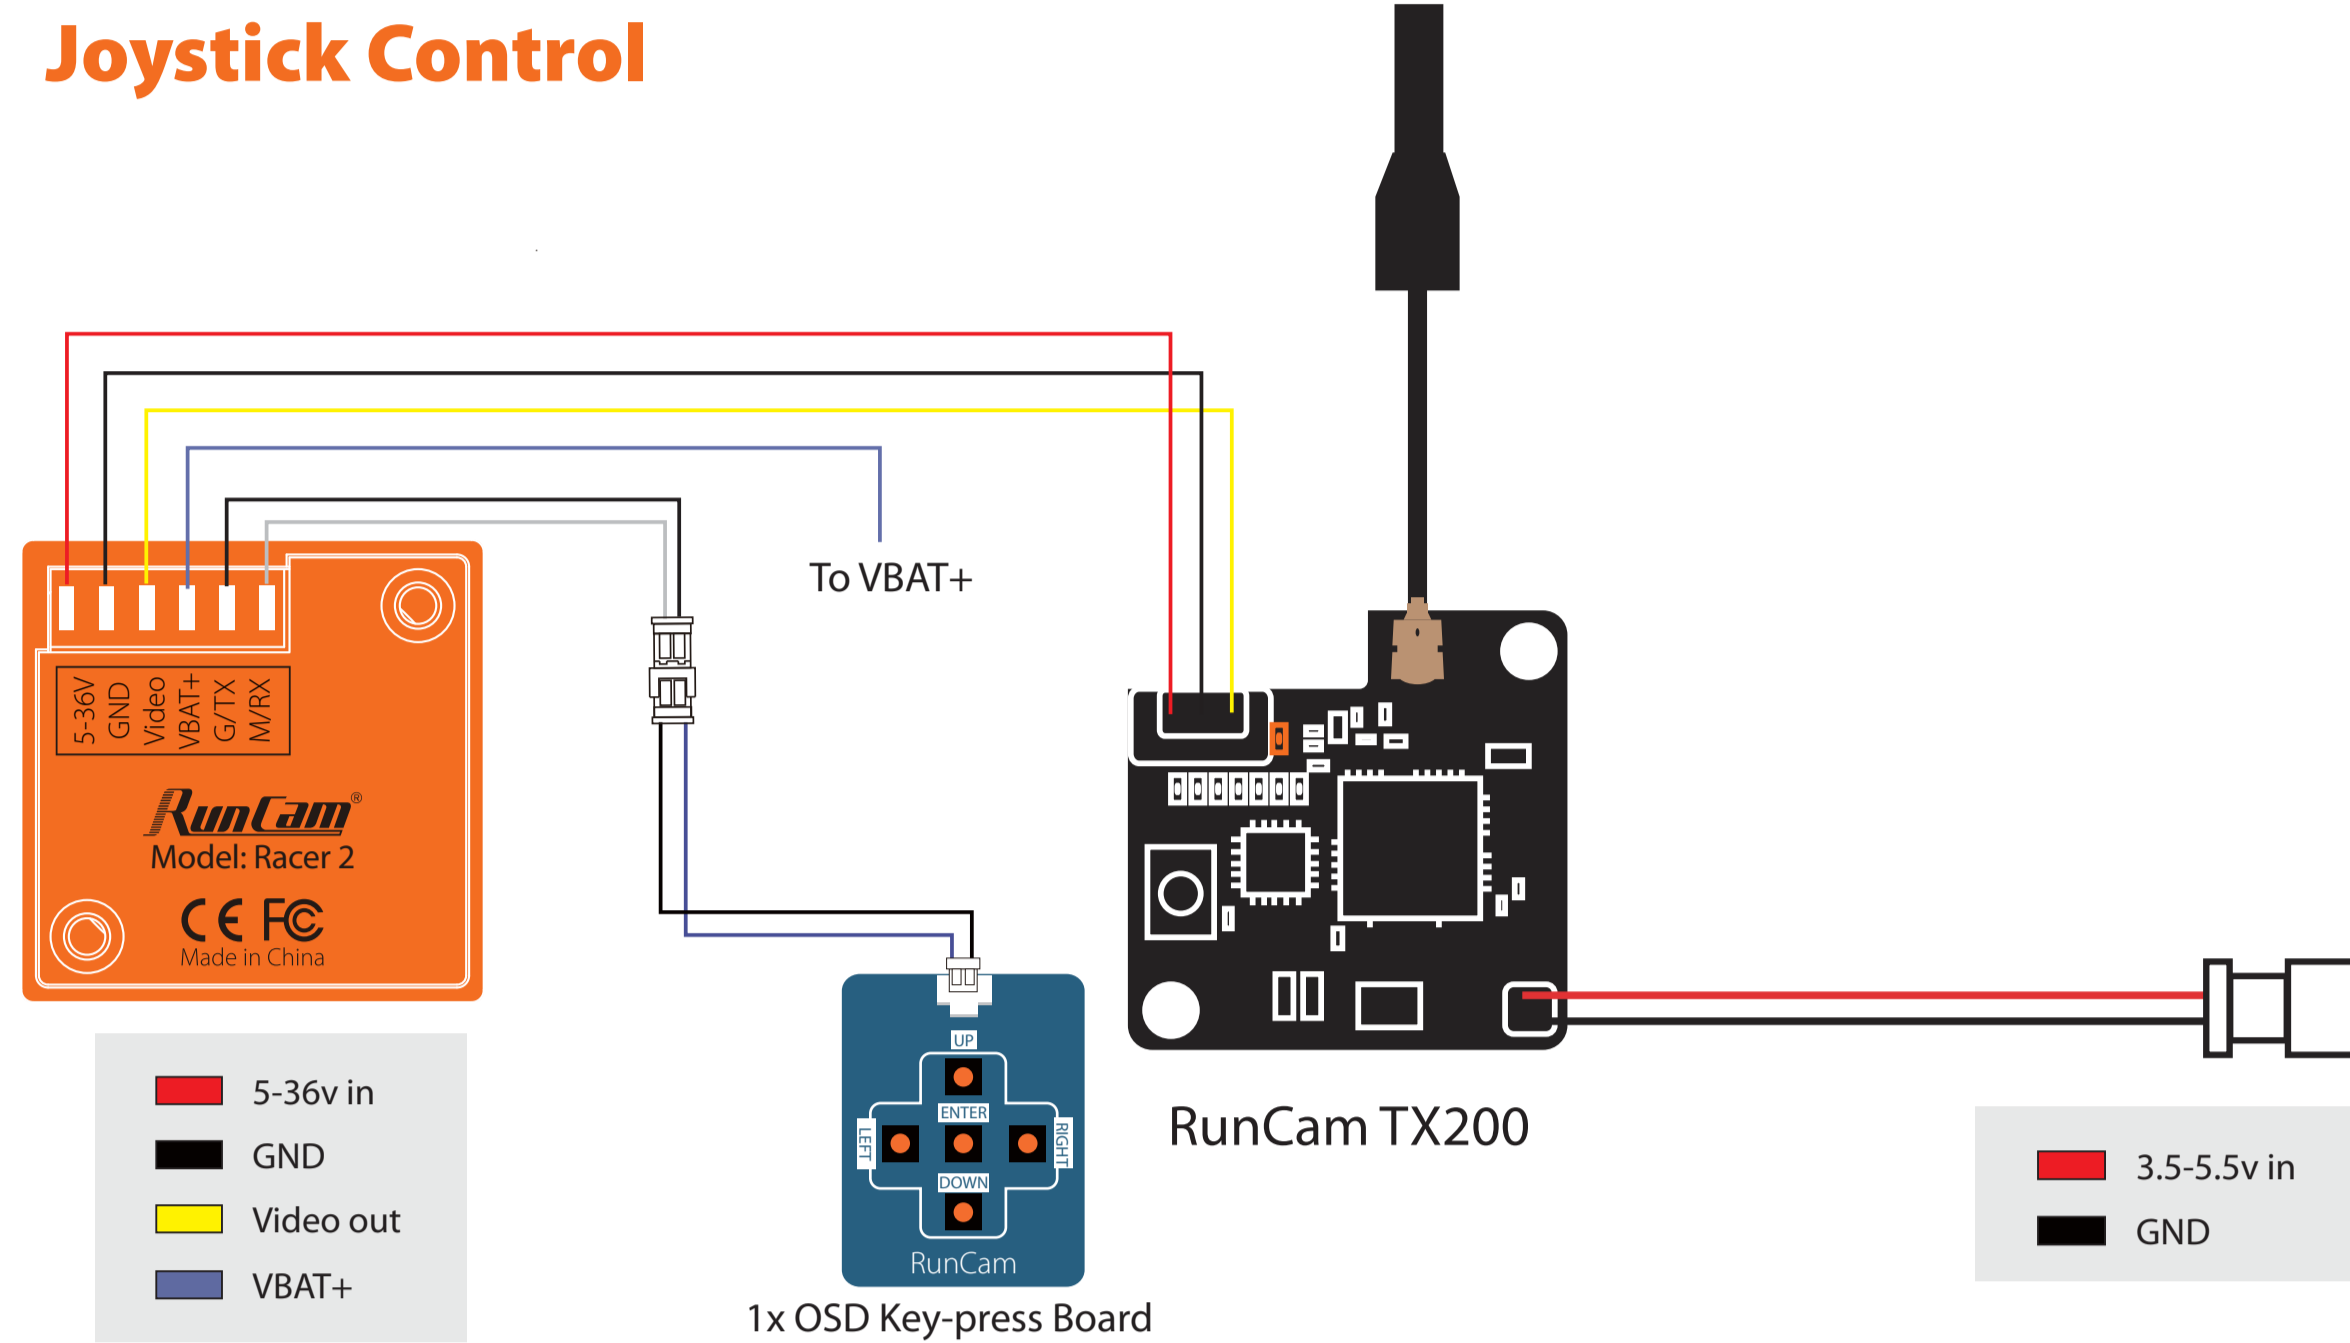 Joystick Control
To VBAT+
5-36V
GND
Video
VBAT+
G/TX
M/RX
RunCam®
Model: Racer 2
CE FC
Made in China
5-36v in
GND
Video out
VBAT+
UP
ENTER
LEFT
RIGHT
DOWN
RunCam
1x OSD Key-press Board
RunCam TX200
3.5-5.5v in
GND